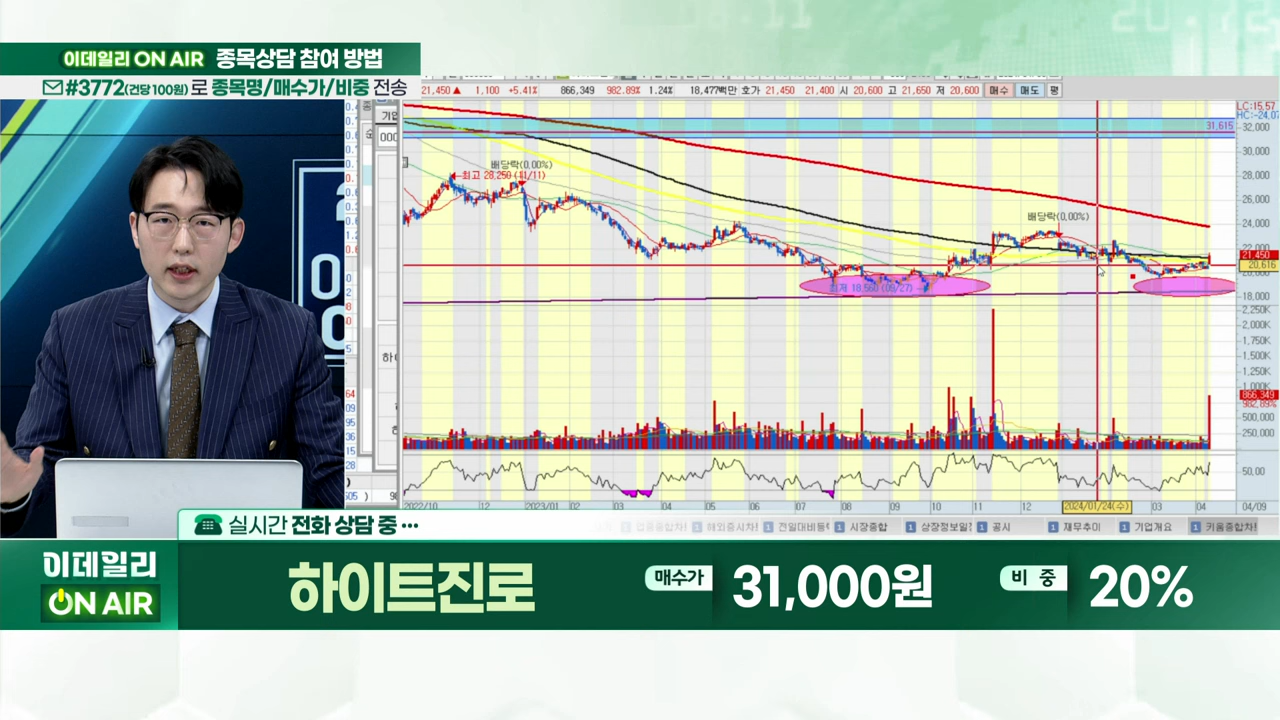 이데일리 ON AIR 종목상담 참여 방법
#3772(건당 100원)로 종목명/매수가/비중 전송
21,450 ▲ 1,100 +5.41% 866,349 982.89% 1.24% 18,477백만 호가 21,450 21,400 시 20,600 고 21,650 저 20,600 매수 매도
LC:15.57
HC:-24.07
31,615
32,000
30,000
28,000
26,000
24,000
22,000
21,450
20,616
18,000
배당락(0.00%)
최고 28,250 (11/11)
배당락(0.00%)
최저 18,560 (09/27)
2,250K
2,000K
1,750K
1,500K
1,250K
1,000K
866,349
982.89%
500,000
250,000
50.00
2022/10 12 2023/01 02 03 04 05 06 07 08 09 10 11 12 2024/01/24(수) 03 04 04/09
전일대비등 시장종합 상장정보일 공시 재무추이 기업개요 키움종합차
실시간 전화 상담 중 ...
이데일리
ON AIR
하이트진로 매수가 31,000원 비 중 20%